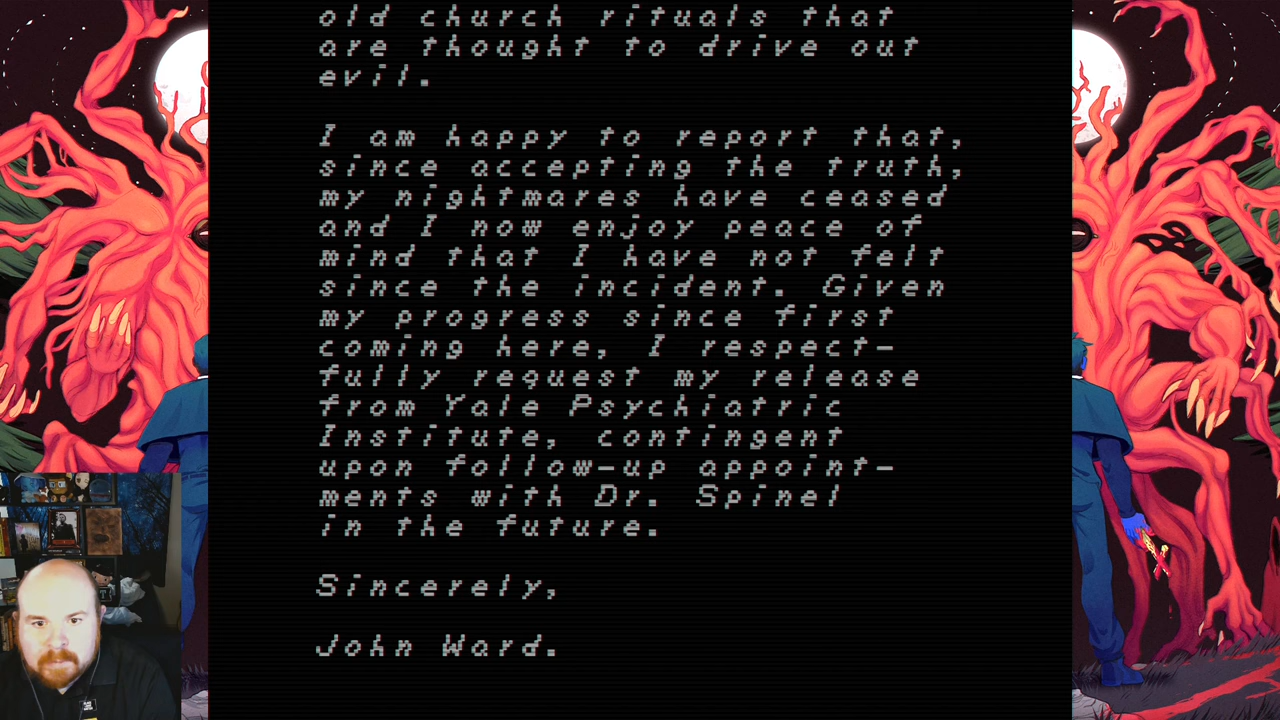 old church rituals that
are thought to drive out
evil.
I am happy to report that,
since accepting the truth,
my nightmares have ceased
and I now enjoy peace of
mind that I have not felt
since the incident. Given
my progress since first
coming here, I respect-
fully request my release
from Yale Psychiatric
Institute, contingent
upon follow-up appoint-
ments with Dr. Spinel
in the future.
Sincerely,
John Ward.